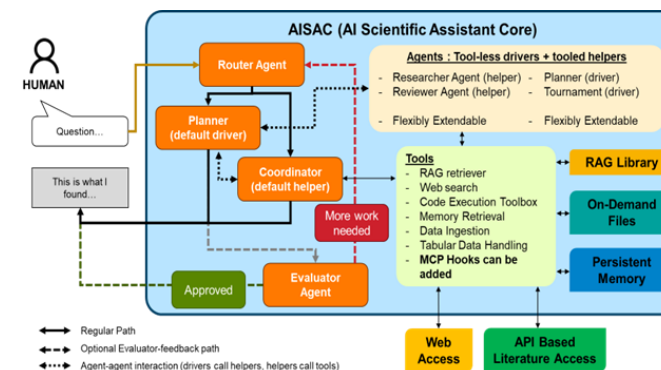 AISAC (AI Scientific Assistant Core)
HUMAN
Question…
This is what I
found…
Router Agent
Planner
(default driver)
Coordinator
(default helper)
More work
needed
Evaluator
Agent
Approved
Agents : Tool-less drivers + tooled helpers
- Researcher Agent (helper)
- Reviewer Agent (helper)
- Flexibly Extendable
- Planner (driver)
- Tournament (driver)
- Flexibly Extendable
Tools
- RAG retriever
- Web search
- Code Execution Toolbox
- Memory Retrieval
- Data Ingestion
- Tabular Data Handling
- MCP Hooks can be
added
RAG Library
On-Demand
Files
Persistent
Memory
Web
Access
API Based
Literature Access
Regular Path
Optional Evaluator-feedback path
Agent-agent interaction (drivers call helpers, helpers call tools)